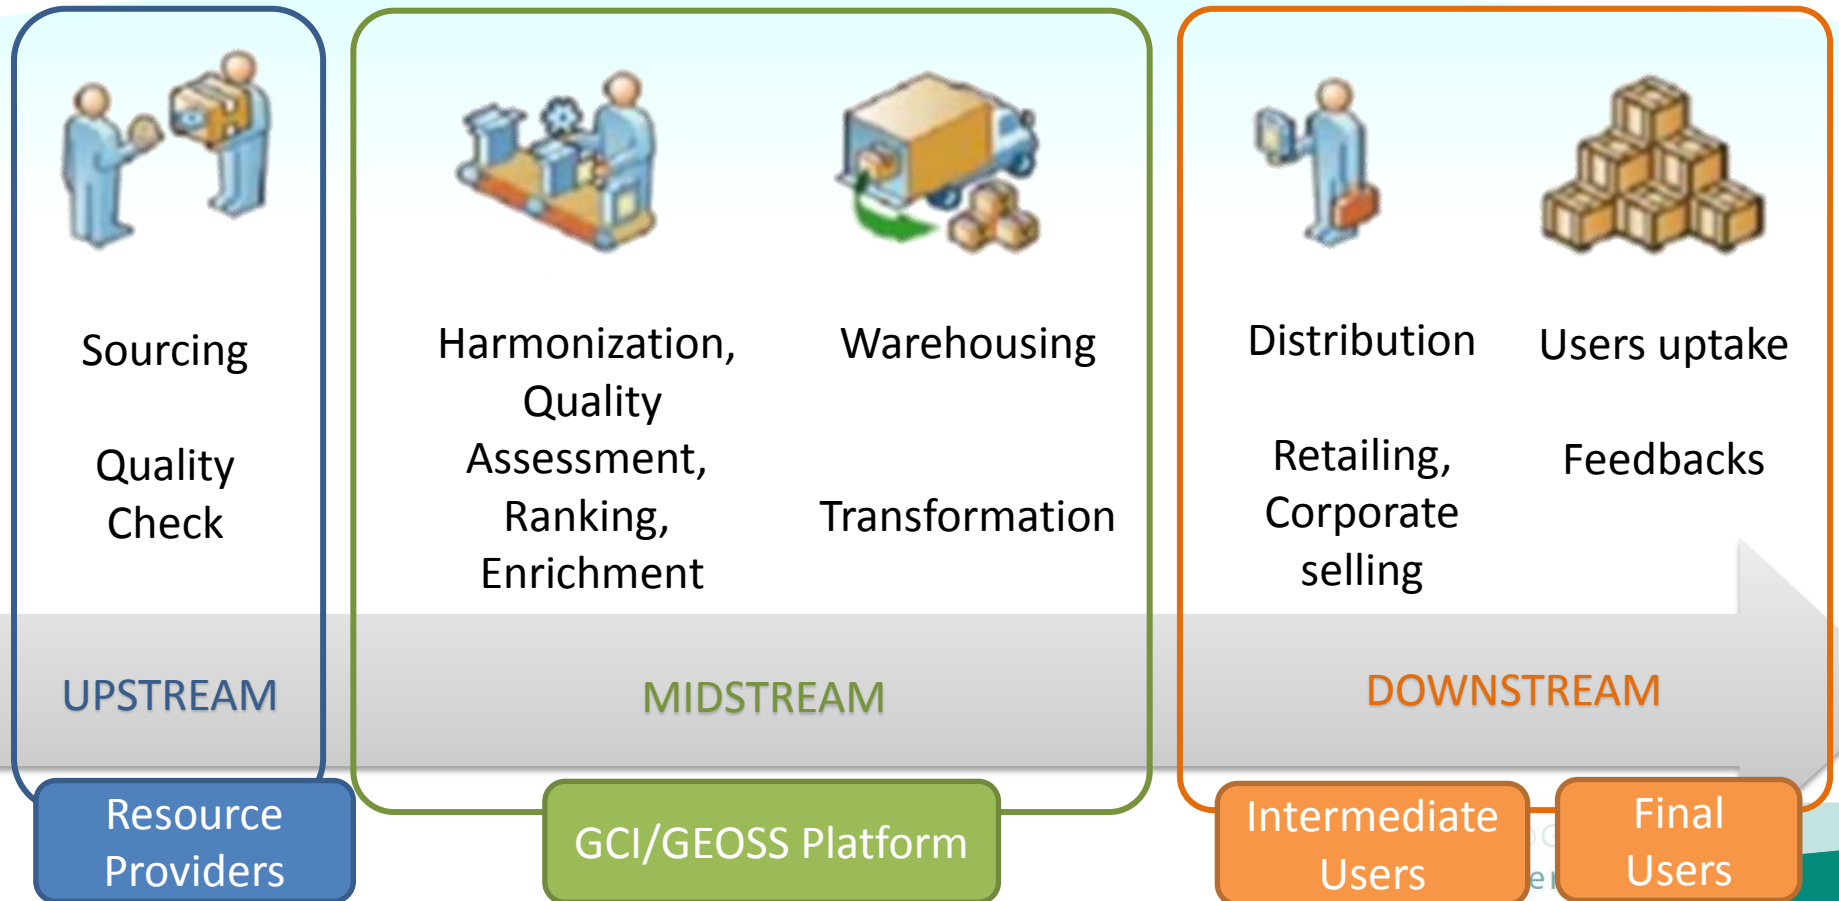 Sourcing
Quality
Check
Harmonization,
Quality
Assessment,
Ranking,
Enrichment
Warehousing
Transformation
Distribution
Retailing,
Corporate
selling
Users uptake
Feedbacks
UPSTREAM
MIDSTREAM
DOWNSTREAM
Resource
Providers
GCI/GEOSS Platform
Intermediate
Users
Final
Users